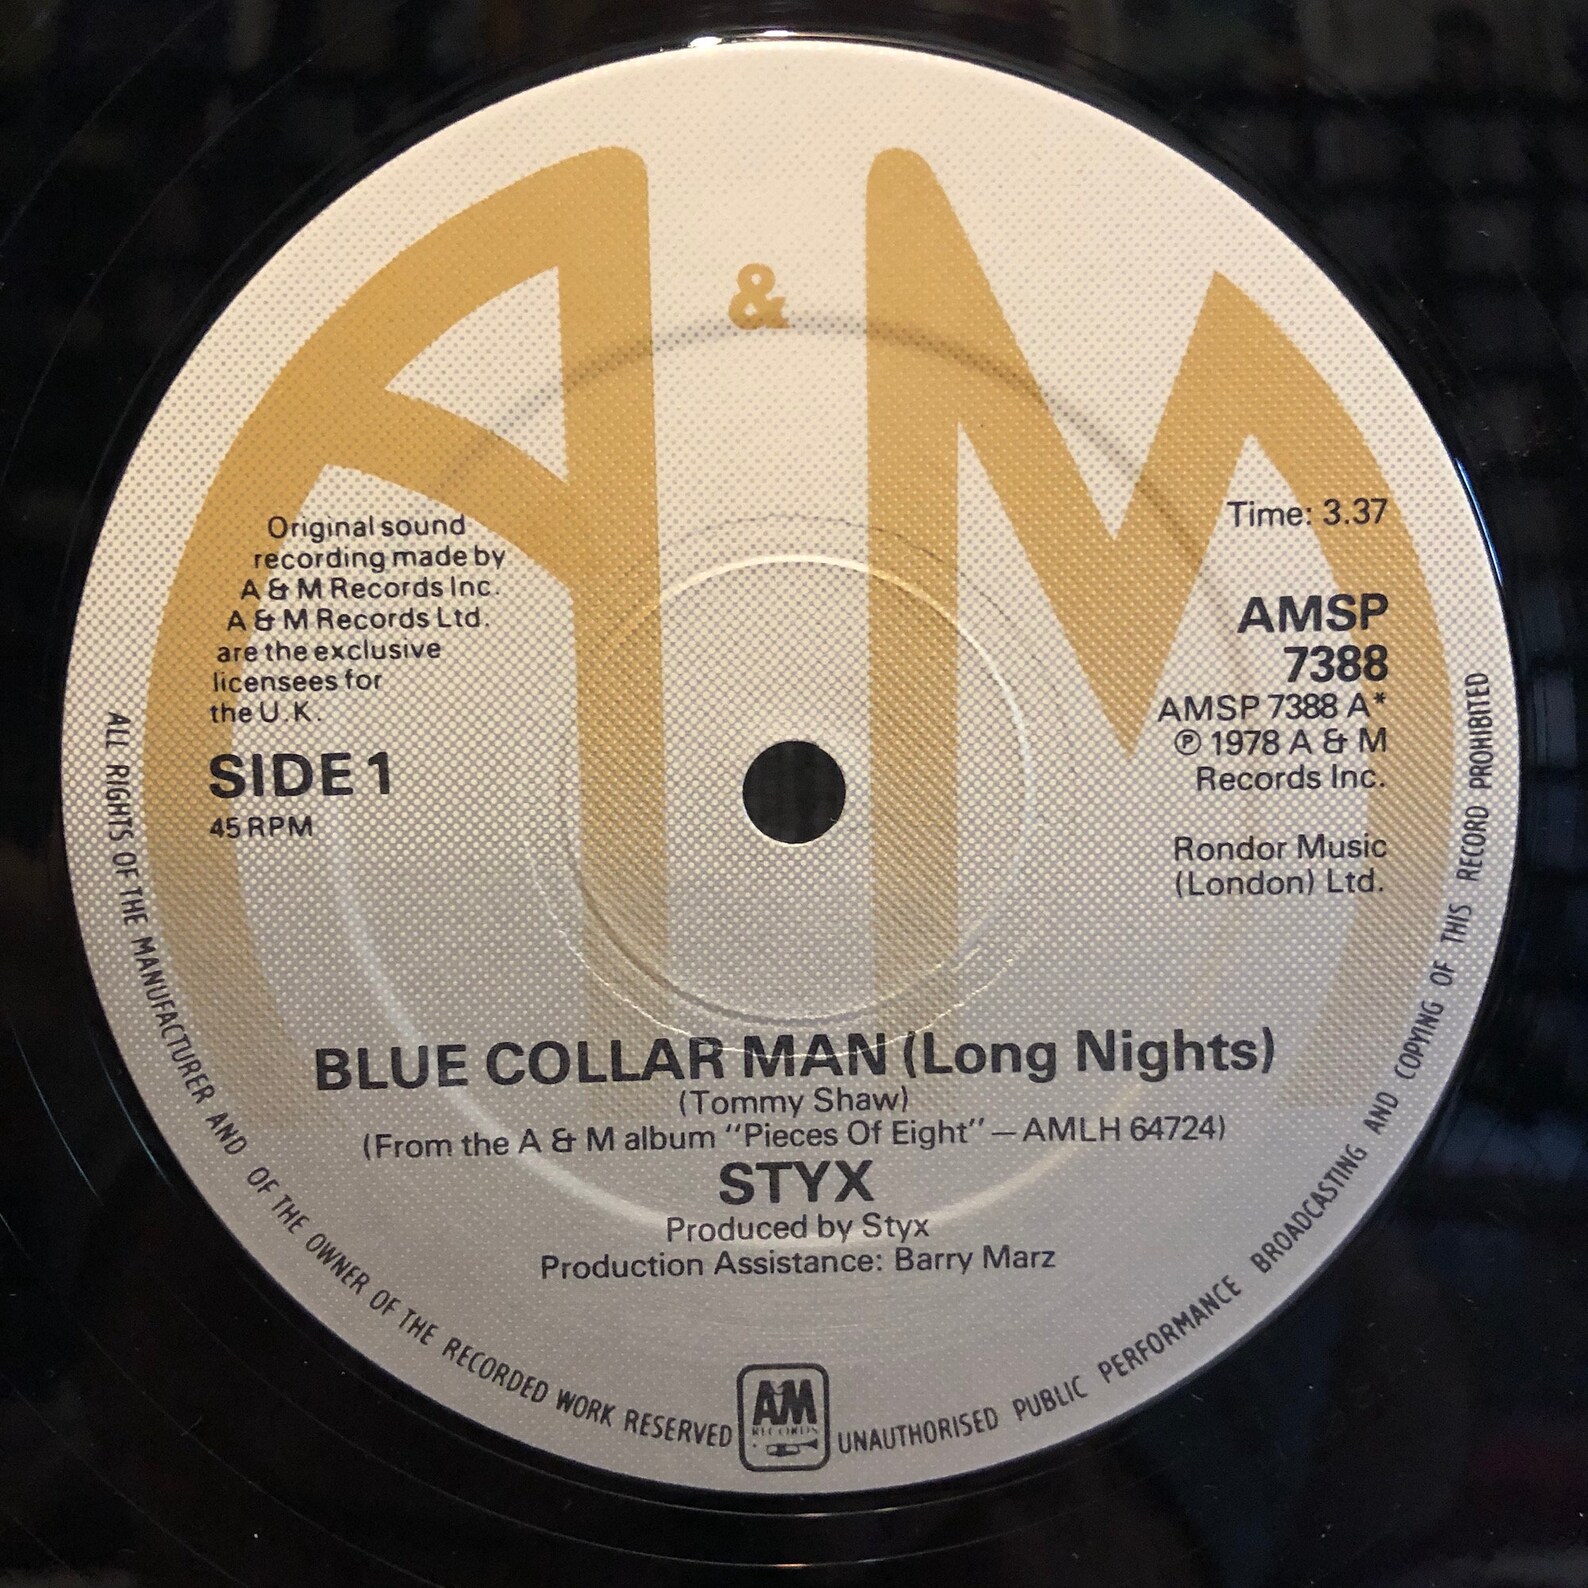 A & M
Original sound
recording made by
A & M Records Inc.
A & M Records Ltd.
are the exclusive
licensees for
the U.K.
SIDE 1
45 RPM
Time: 3.37
AMSP
7388
AMSP 7388 A*
℗ 1978 A & M
Records Inc.
Rondor Music
(London) Ltd.
BLUE COLLAR MAN (Long Nights)
(Tommy Shaw)
(From the A & M album "Pieces Of Eight" — AMLH 64724)
STYX
Produced by Styx
Production Assistance: Barry Marz
ALL RIGHTS OF THE MANUFACTURER AND OF THE OWNER OF THE RECORDED WORK RESERVED
AM
RECORDS
UNAUTHORISED PUBLIC PERFORMANCE BROADCASTING AND COPYING OF THIS RECORD PROHIBITED